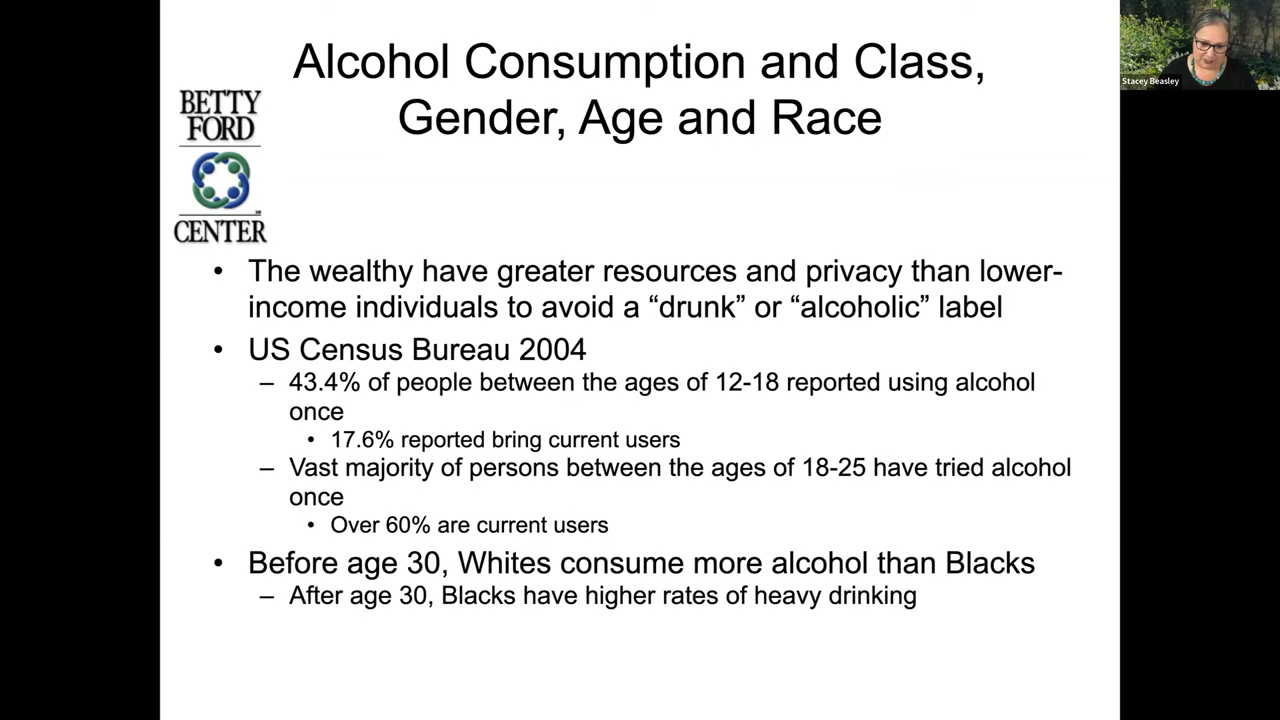 Alcohol Consumption and Class,
Gender, Age and Race
BETTY
FORD
CENTER
• The wealthy have greater resources and privacy than lower-
income individuals to avoid a “drunk” or “alcoholic” label
• US Census Bureau 2004
– 43.4% of people between the ages of 12-18 reported using alcohol
once
• 17.6% reported bring current users
– Vast majority of persons between the ages of 18-25 have tried alcohol
once
• Over 60% are current users
• Before age 30, Whites consume more alcohol than Blacks
– After age 30, Blacks have higher rates of heavy drinking
Stacey Beasley